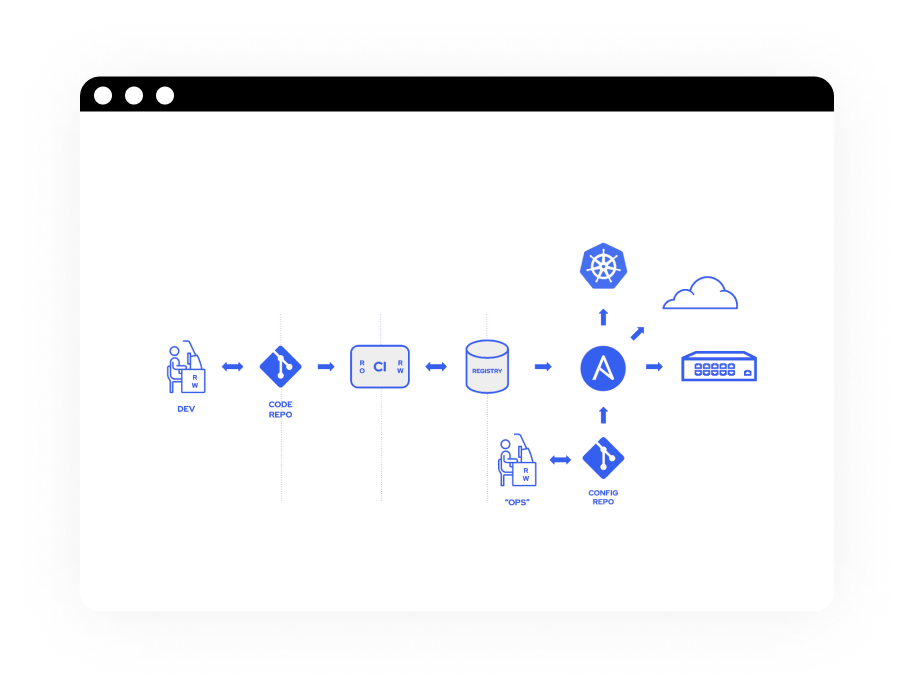 DEV
R
W
CODE
REPO
R
O
CI
R
W
REGISTRY
R
W
"OPS"
CONFIG
REPO